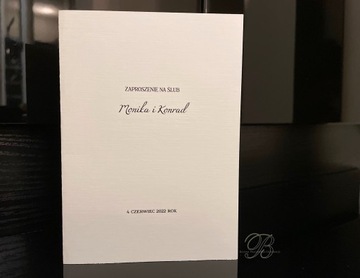 ZAPROSZENIE NA ŚLUB
Monika i Konrad
4 CZERWIEC 2022 ROK
B